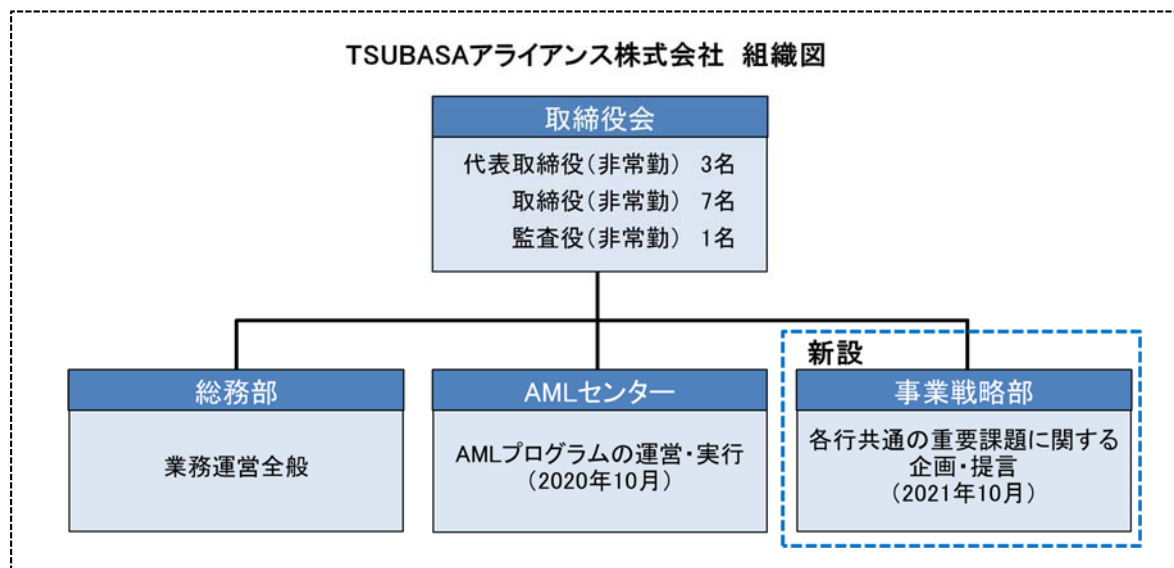 TSUBASAアライアンス株式会社 組織図
取締役会
代表取締役(非常勤) 3名
取締役(非常勤) 7名
監査役(非常勤) 1名
新設
総務部
AMLセンター
事業戦略部
業務運営全般
AMLプログラムの運営・実行
(2020年10月)
各行共通の重要課題に関する
企画・提言
(2021年10月)